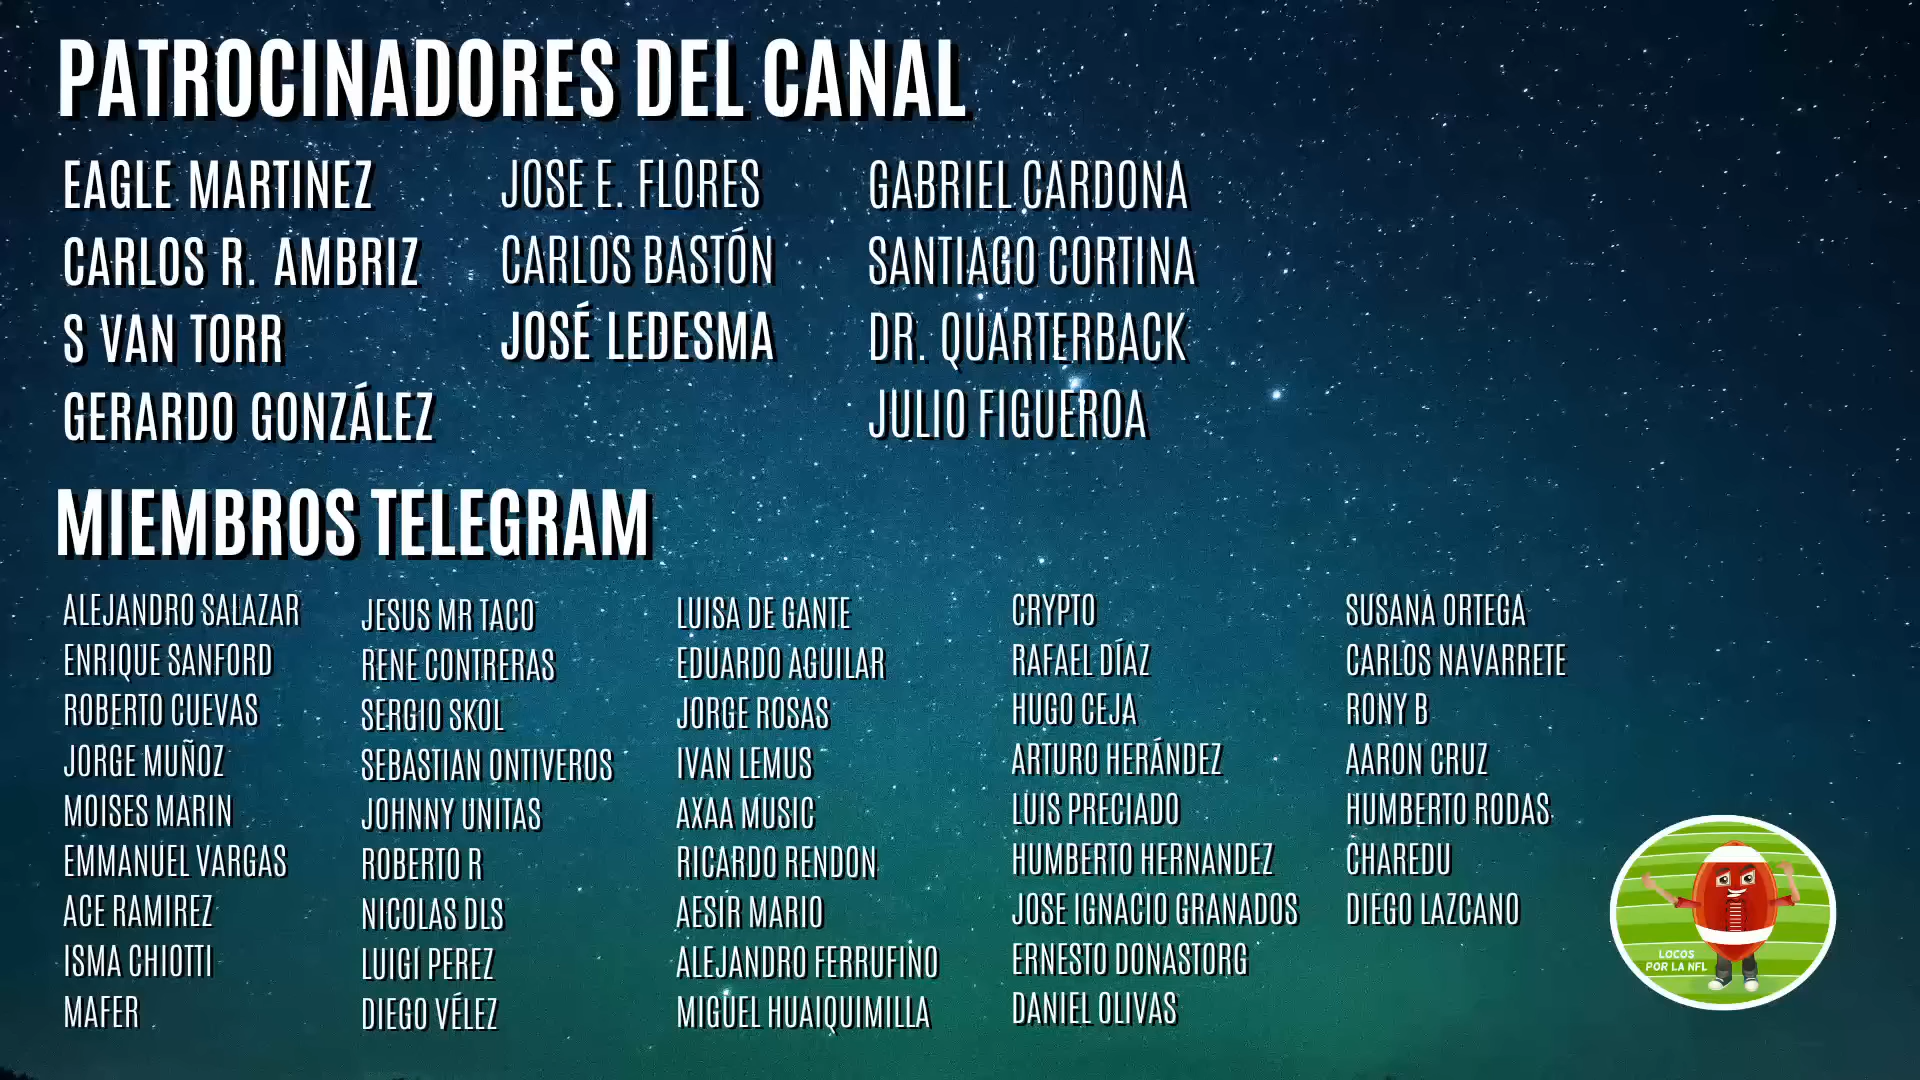 PATROCINADORES DEL CANAL
EAGLE MARTINEZ
CARLOS R. AMBRIZ
S VAN TORR
GERARDO GONZÁLEZ
JOSE E. FLORES
CARLOS BASTÓN
JOSÉ LEDESMA
GABRIEL CARDONA
SANTIAGO CORTINA
DR. QUARTERBACK
JULIO FIGUEROA
MIEMBROS TELEGRAM
ALEJANDRO SALAZAR
ENRIQUE SANFORD
ROBERTO CUEVAS
JORGE MUÑOZ
MOISES MARIN
EMMANUEL VARGAS
ACE RAMIREZ
ISMA CHIOTTI
MAFER
JESUS MR TACO
RENE CONTRERAS
SERGIO SKOL
SEBASTIAN ONTIVEROS
JOHNNY UNITAS
ROBERTO R
NICOLAS DLS
LUIGI PEREZ
DIEGO VÉLEZ
LUISA DE GANTE
EDUARDO AGUILAR
JORGE ROSAS
IVAN LEMUS
AXAA MUSIC
RICARDO RENDON
AESIR MARIO
ALEJANDRO FERRUFINO
MIGUEL HUAIQUIMILLA
CRYPTO
RAFAEL DÍAZ
HUGO CEJA
ARTURO HERÁNDEZ
LUIS PRECIADO
HUMBERTO HERNANDEZ
JOSE IGNACIO GRANADOS
ERNESTO DONASTORG
DANIEL OLIVAS
SUSANA ORTEGA
CARLOS NAVARRETE
RONY B
AARON CRUZ
HUMBERTO RODAS
CHAREDU
DIEGO LAZCANO
LOCOS
POR LA NFL